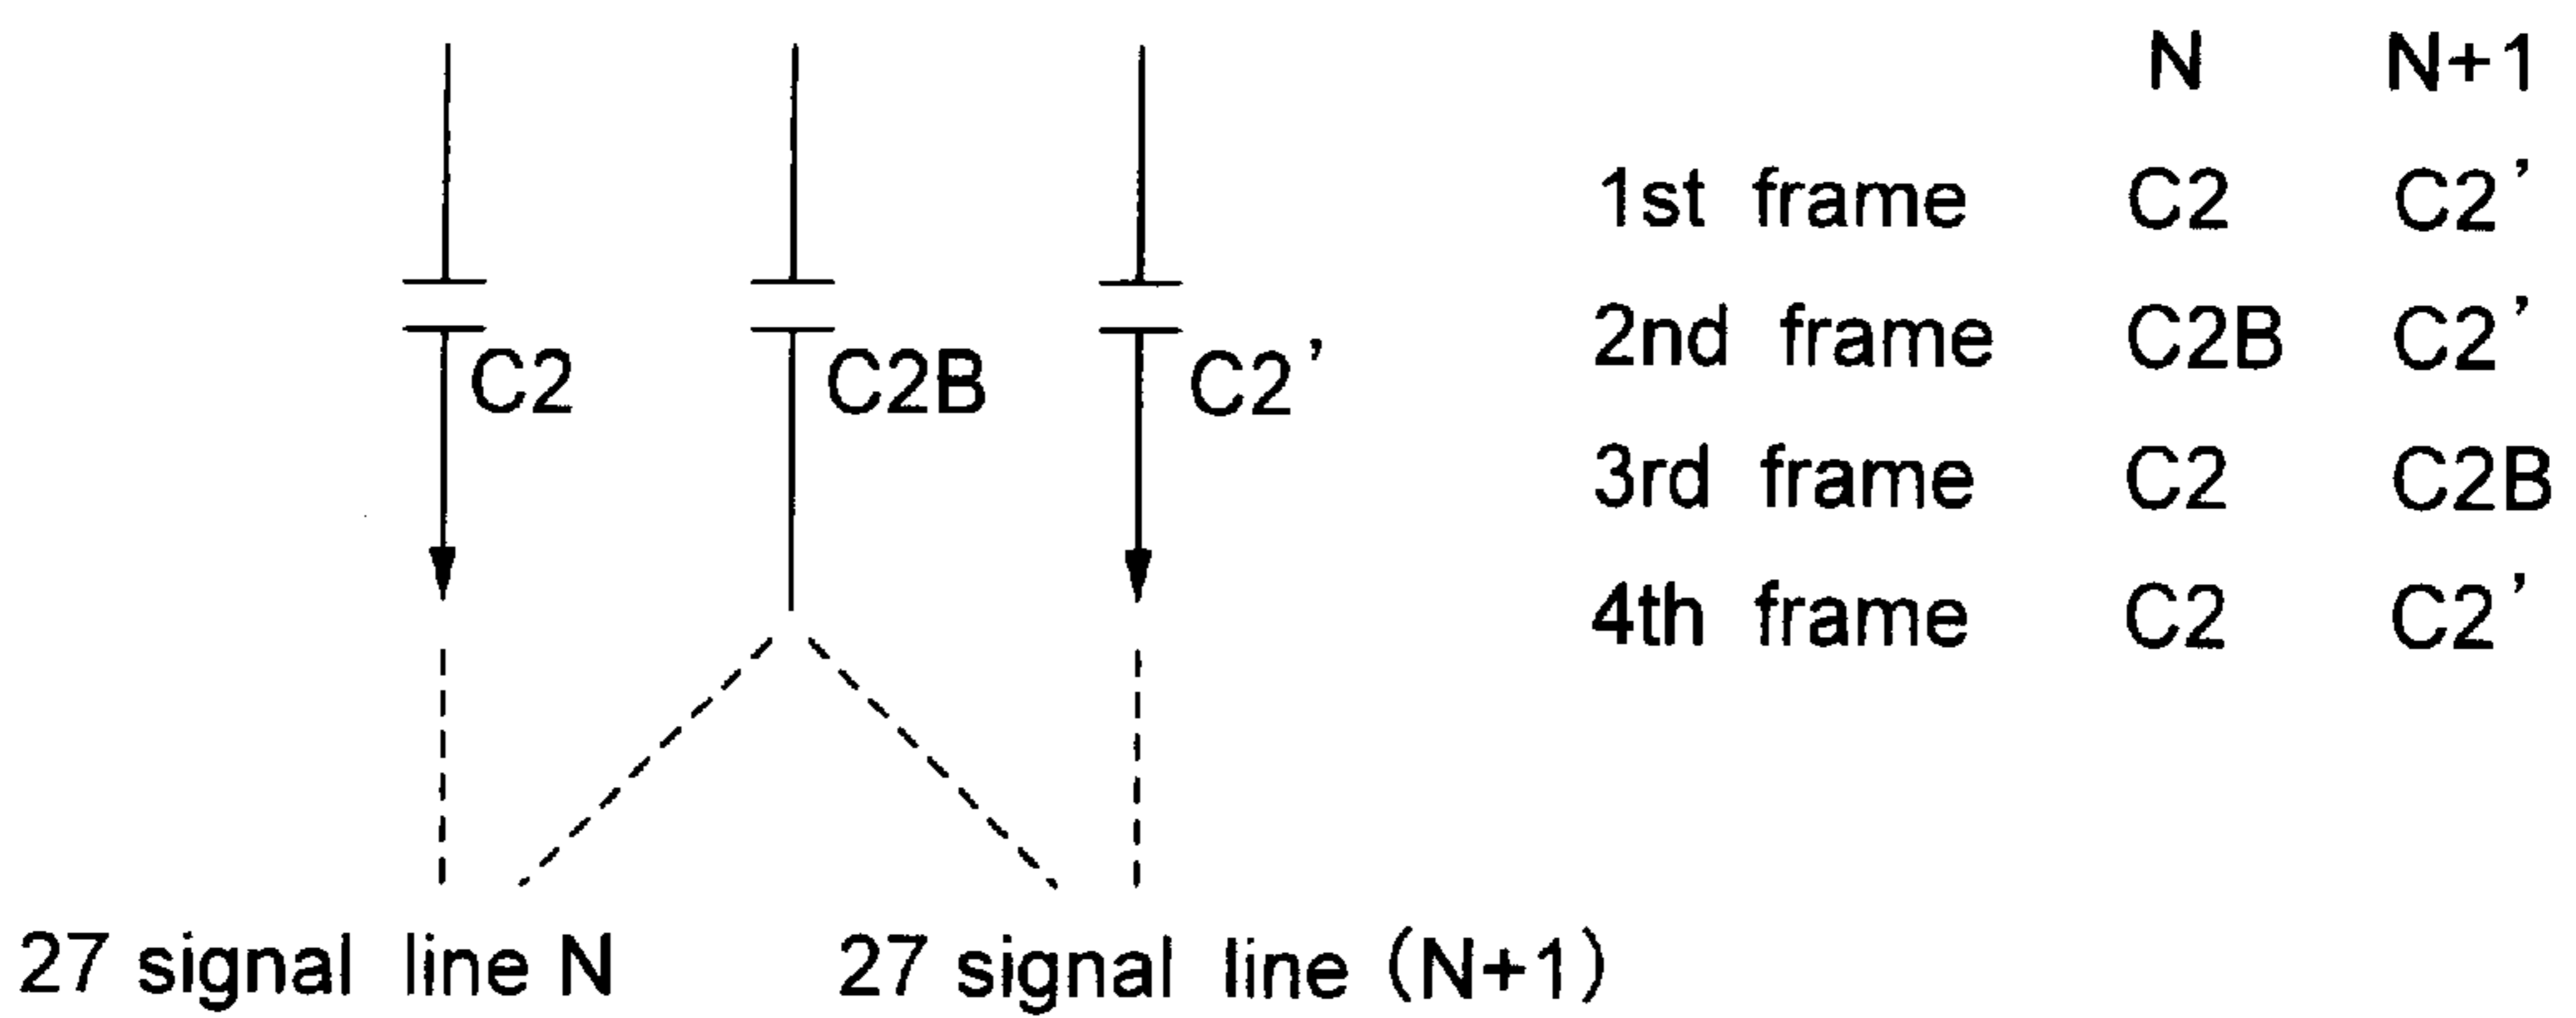 C2 C2B C2’
27 signal line N 27 signal line (N+1)
N N+1
1st frame C2 C2’
2nd frame C2B C2’
3rd frame C2 C2B
4th frame C2 C2’